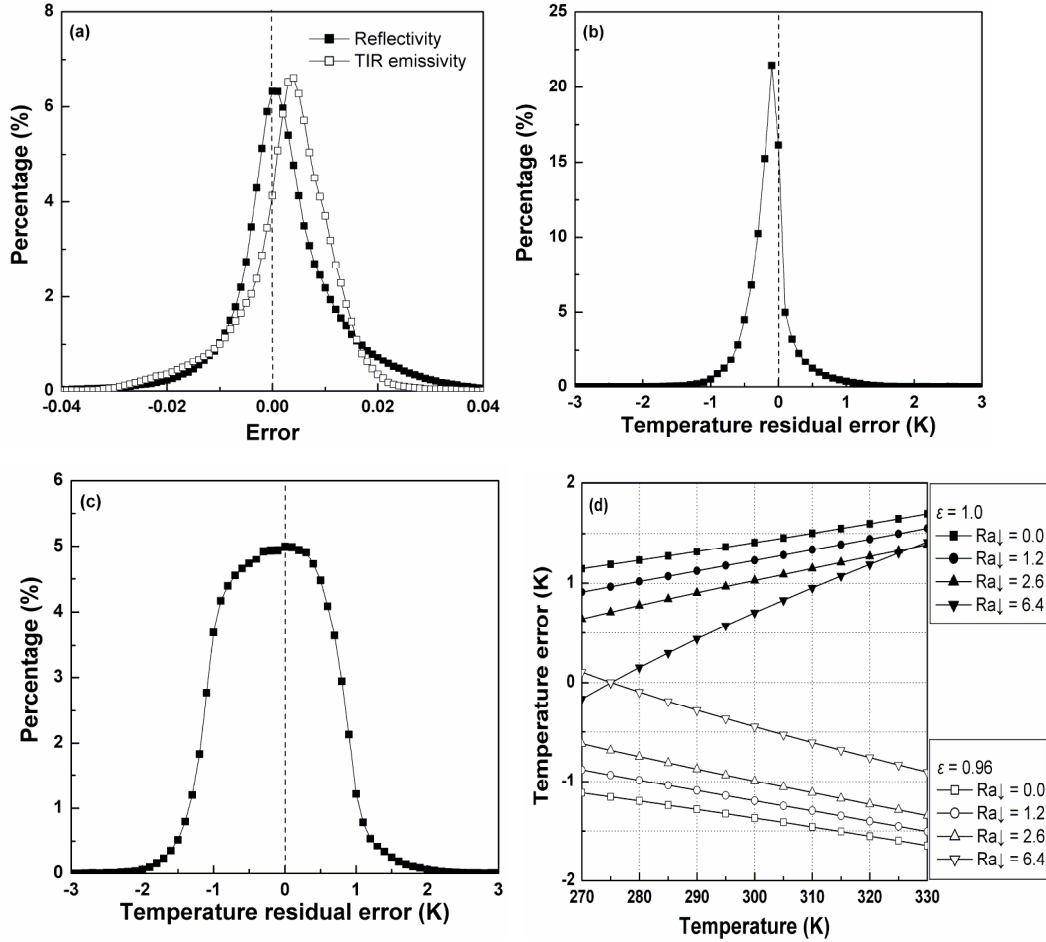 (a)
Reflectivity
TIR emissivity
8
6
4
2
0
-0.04
-0.02
0.00
0.02
0.04
Percentage (%)
Error
(b)
25
20
15
10
5
0
-3
-2
-1
0
1
2
3
Percentage (%)
Temperature residual error (K)
(c)
6
5
4
3
2
1
0
-3
-2
-1
0
1
2
3
Percentage (%)
Temperature residual error (K)
(d)
2
1
0
-1
-2
270
280
290
300
310
320
330
Temperature error (K)
Temperature (K)
ε = 1.0
Ra↓ = 0.0
Ra↓ = 1.2
Ra↓ = 2.6
Ra↓ = 6.4
ε = 0.96
Ra↓ = 0.0
Ra↓ = 1.2
Ra↓ = 2.6
Ra↓ = 6.4